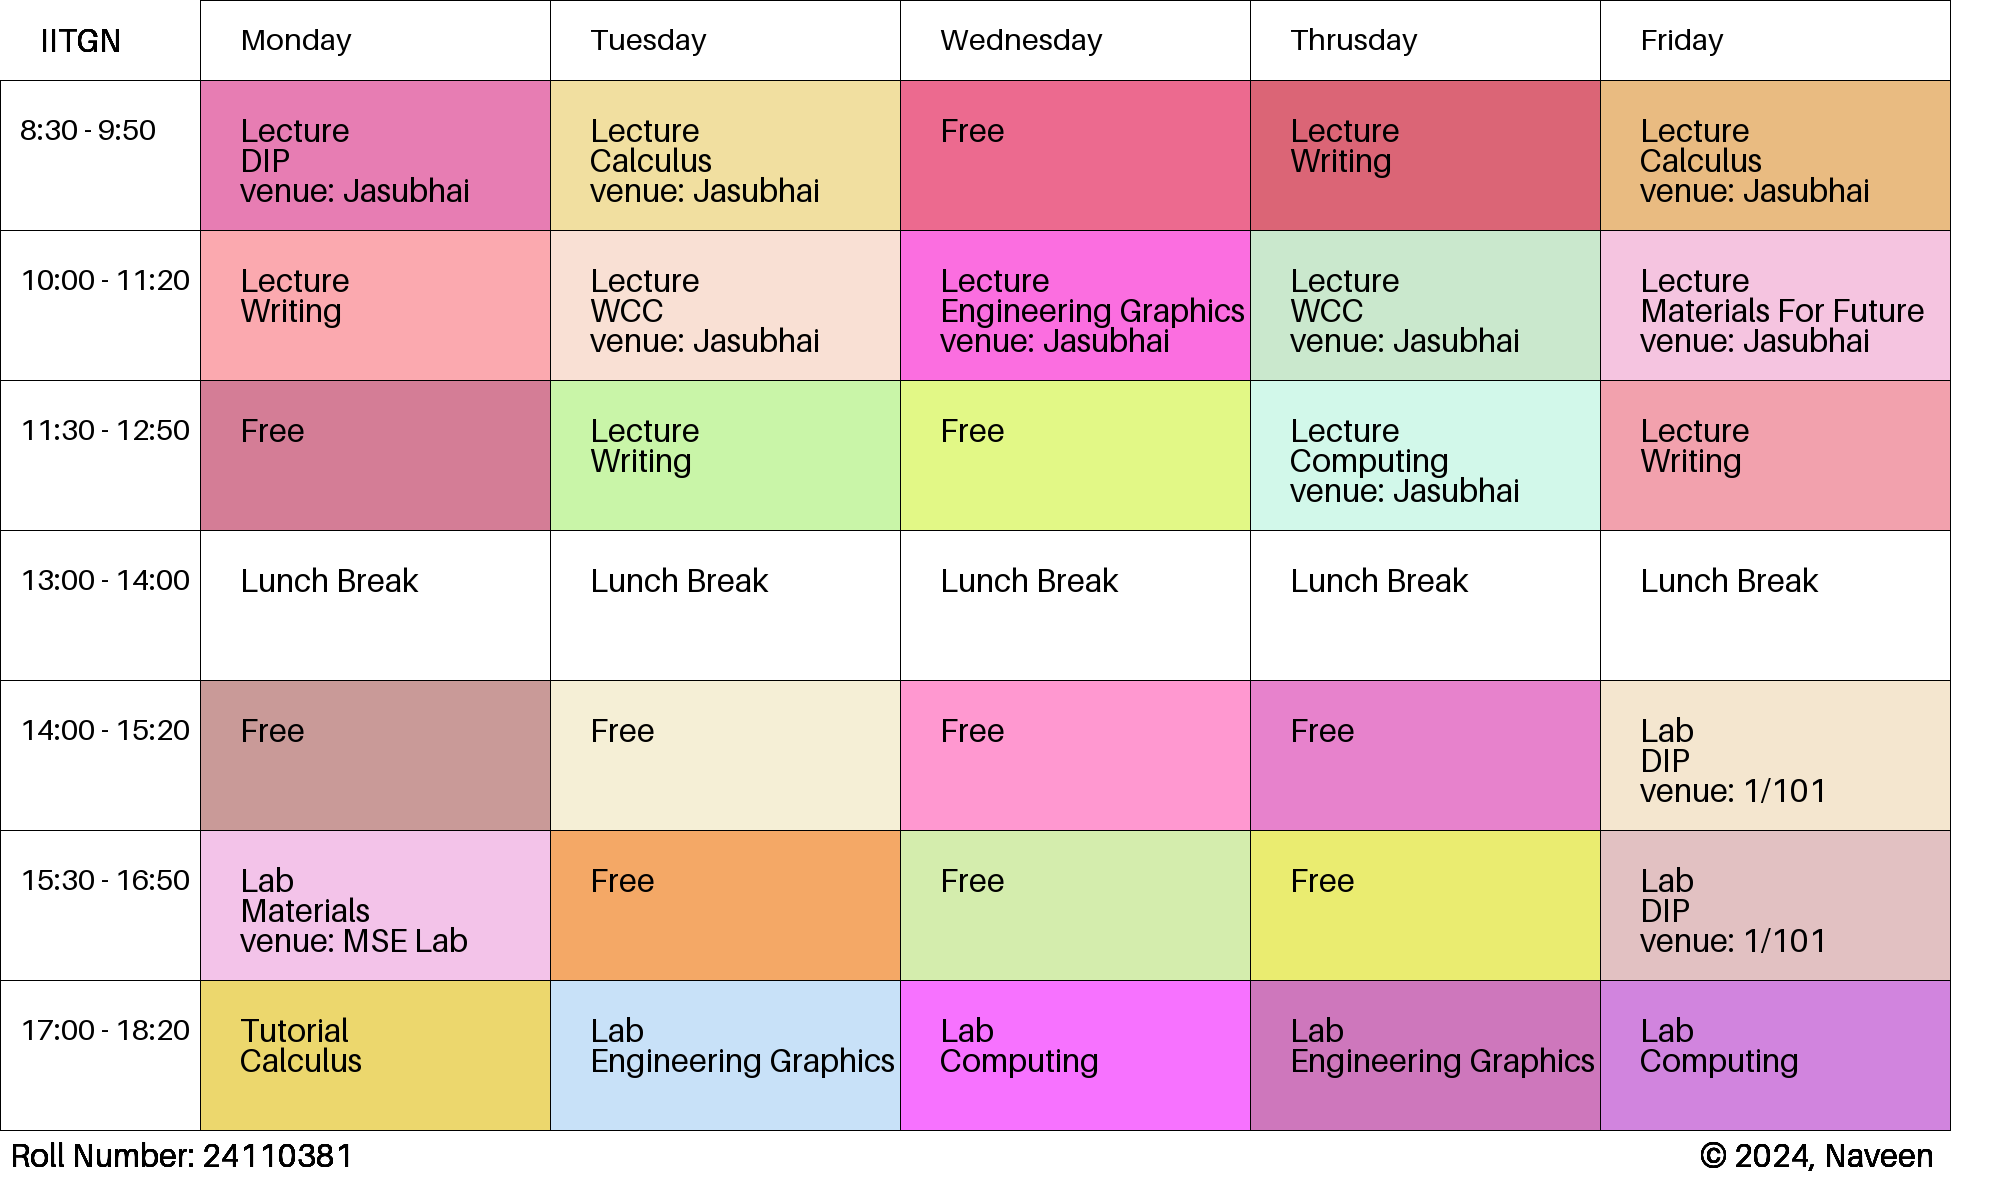 IITGN Monday Tuesday Wednesday Thrusday Friday
8:30 - 9:50
Lecture
DIP
venue: Jasubhai
Lecture
Calculus
venue: Jasubhai
Free
Lecture
Writing
Lecture
Calculus
venue: Jasubhai
10:00 - 11:20
Lecture
Writing
Lecture
WCC
venue: Jasubhai
Lecture
Engineering Graphics
venue: Jasubhai
Lecture
WCC
venue: Jasubhai
Lecture
Materials For Future
venue: Jasubhai
11:30 - 12:50
Free
Lecture
Writing
Free
Lecture
Computing
venue: Jasubhai
Lecture
Writing
13:00 - 14:00
Lunch Break
Lunch Break
Lunch Break
Lunch Break
Lunch Break
14:00 - 15:20
Free
Free
Free
Free
Lab
DIP
venue: 1/101
15:30 - 16:50
Lab
Materials
venue: MSE Lab
Free
Free
Free
Lab
DIP
venue: 1/101
17:00 - 18:20
Tutorial
Calculus
Lab
Engineering Graphics
Lab
Computing
Lab
Engineering Graphics
Lab
Computing
Roll Number: 24110381
© 2024, Naveen